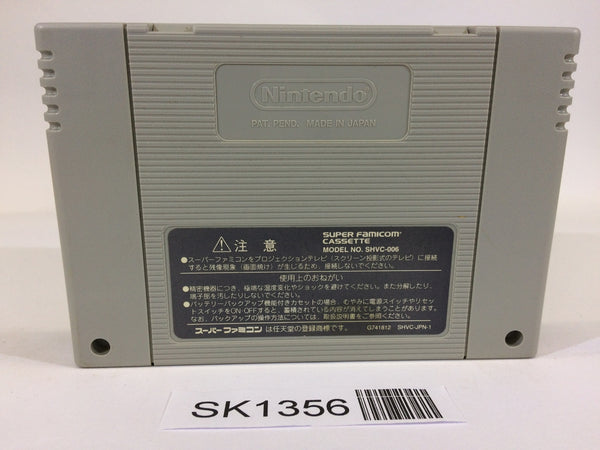 Nintendo
PAT. PEND. MADE IN JAPAN
⚠注意
SUPER FAMICOM
CASSETTE
MODEL NO. SHVC-006
●スーパーファミコンをプロジェクションテレビ(スクリーン投影式のテレビ)に接続
すると残像現象(画面焼け)が生じるため、接続しないでください。
使用上のおねがい
●精密機器につき、極端な温度変化やショックを避けてください。また分解したり、
端子部を汚したりしないでください。
●バッテリーバックアップ機能付きカセットの場合、むやみに電源スイッチやリセッ
トスイッチをON・OFFすると、蓄積されている内容が消えてしまうことがあります。
なお、バックアップの操作方法については、取扱説明書をご参照ください。
スーパーファミコン は任天堂の登録商標です。
G741812 SHVC-JPN-1
SK1356